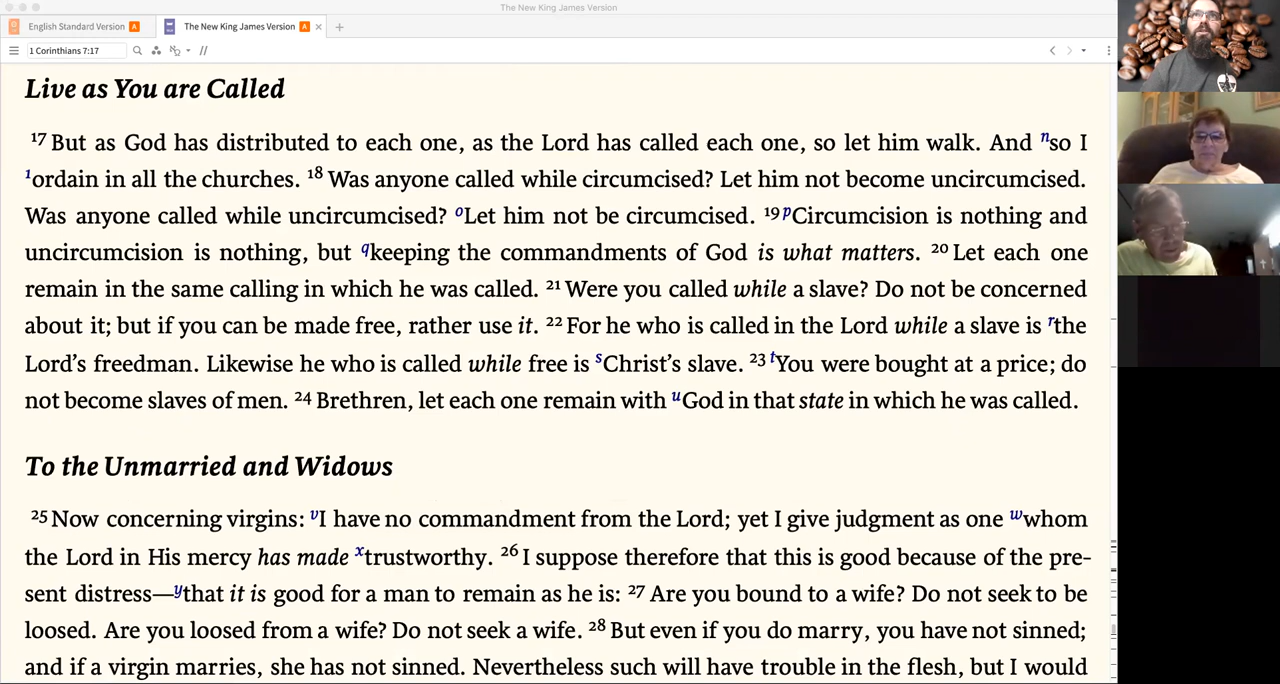 The New King James Version
English Standard Version A
The New King James Version A
1 Corinthians 7:17
Live as You are Called
17 But as God has distributed to each one, as the Lord has called each one, so let him walk. And n so I
1 ordain in all the churches. 18 Was anyone called while circumcised? Let him not become uncircumcised.
Was anyone called while uncircumcised? o Let him not be circumcised. 19 p Circumcision is nothing and
uncircumcision is nothing, but q keeping the commandments of God is what matters. 20 Let each one
remain in the same calling in which he was called. 21 Were you called while a slave? Do not be concerned
about it; but if you can be made free, rather use it. 22 For he who is called in the Lord while a slave is r the
Lord’s freedman. Likewise he who is called while free is s Christ’s slave. 23 t You were bought at a price; do
not become slaves of men. 24 Brethren, let each one remain with u God in that state in which he was called.
To the Unmarried and Widows
25 Now concerning virgins: v I have no commandment from the Lord; yet I give judgment as one w whom
the Lord in His mercy has made x trustworthy. 26 I suppose therefore that this is good because of the pre-
sent distress—y that it is good for a man to remain as he is: 27 Are you bound to a wife? Do not seek to be
loosed. Are you loosed from a wife? Do not seek a wife. 28 But even if you do marry, you have not sinned;
and if a virgin marries, she has not sinned. Nevertheless such will have trouble in the flesh, but I would